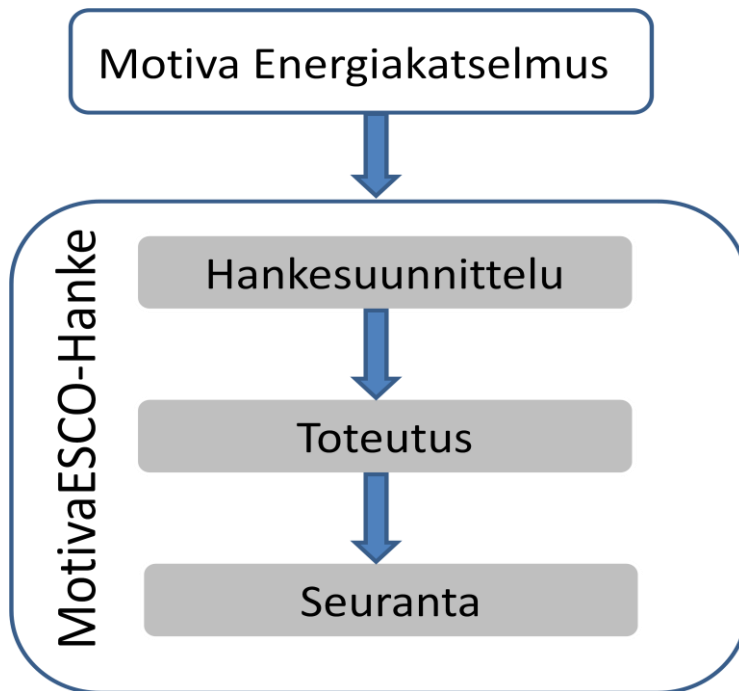 Motiva Energiakatselmus
MotivaESCO-Hanke
Hankesuunnittelu
Toteutus
Seuranta